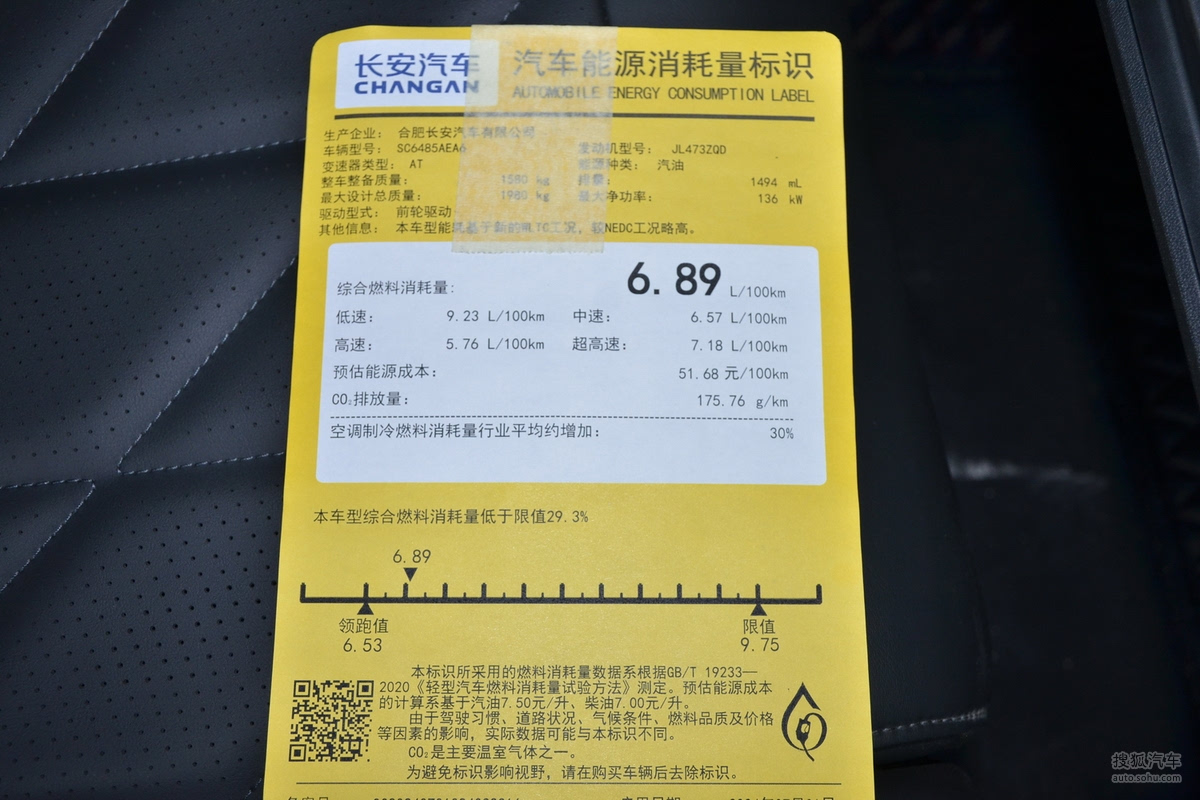 长安汽车
CHANGAN
汽车能源消耗量标识
AUTOMOBILE ENERGY CONSUMPTION LABEL
生产企业： 合肥长安汽车有限公司
车辆型号： SC6485AEA6 发动机型号： JL473ZQD
变速器类型： AT 能源种类： 汽油
整车整备质量： 1580 kg 排量： 1494 mL
最大设计总质量： 1980 kg 最大净功率： 136 kW
驱动型式： 前轮驱动
其他信息： 本车型能耗基于新的WLTC工况，较NEDC工况略高。
综合燃料消耗量： 6.89 L/100km
低速： 9.23 L/100km 中速： 6.57 L/100km
高速： 5.76 L/100km 超高速： 7.18 L/100km
预估能源成本： 51.68 元/100km
CO₂排放量： 175.76 g/km
空调制冷燃料消耗量行业平均约增加： 30%
本车型综合燃料消耗量低于限值29.3%
6.89
领跑值 限值
6.53 9.75
本标识所采用的燃料消耗量数据系根据GB/T 19233—
2020《轻型汽车燃料消耗量试验方法》测定。预估能源成本
的计算系基于汽油7.50元/升、柴油7.00元/升。
由于驾驶习惯、道路状况、气候条件、燃料品质及价格
等因素的影响，实际数据可能与本标识不同。
CO₂是主要温室气体之一。
为避免标识影响视野，请在购买车辆后去除标识。
搜狐汽车
auto.sohu.com